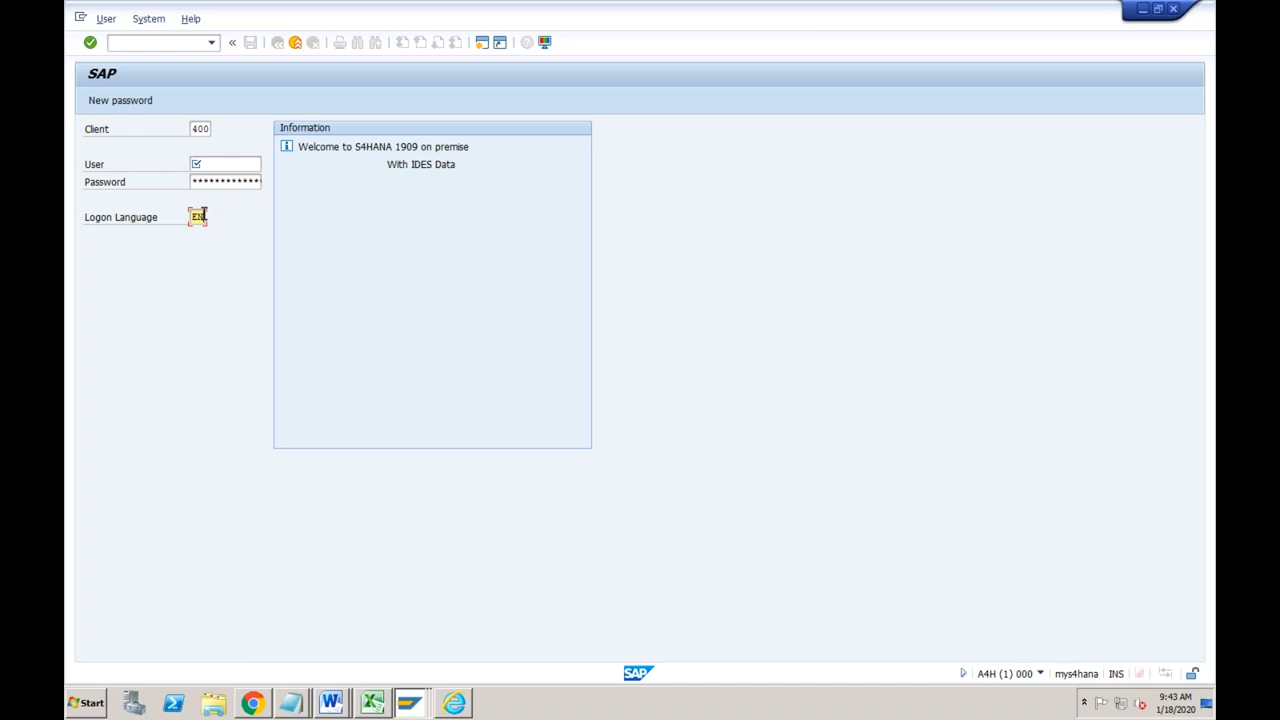 User System Help
SAP
New password
Client 400
Information
Welcome to S4HANA 1909 on premise
With IDES Data
User
Password *************
Logon Language EN
SAP
A4H (1) 000 mys4hana INS
Start
9:43 AM
1/18/2020